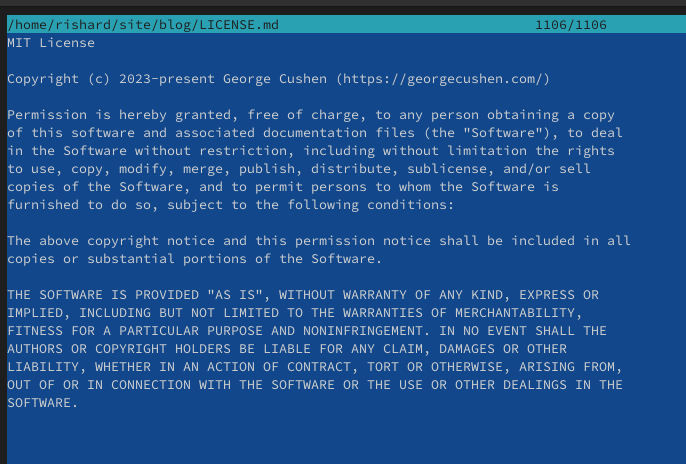 /home/rishard/site/blog/LICENSE.md 1106/1106
MIT License
Copyright (c) 2023-present George Cushen (https://georgecushen.com/)
Permission is hereby granted, free of charge, to any person obtaining a copy
of this software and associated documentation files (the "Software"), to deal
in the Software without restriction, including without limitation the rights
to use, copy, modify, merge, publish, distribute, sublicense, and/or sell
copies of the Software, and to permit persons to whom the Software is
furnished to do so, subject to the following conditions:
The above copyright notice and this permission notice shall be included in all
copies or substantial portions of the Software.
THE SOFTWARE IS PROVIDED "AS IS", WITHOUT WARRANTY OF ANY KIND, EXPRESS OR
IMPLIED, INCLUDING BUT NOT LIMITED TO THE WARRANTIES OF MERCHANTABILITY,
FITNESS FOR A PARTICULAR PURPOSE AND NONINFRINGEMENT. IN NO EVENT SHALL THE
AUTHORS OR COPYRIGHT HOLDERS BE LIABLE FOR ANY CLAIM, DAMAGES OR OTHER
LIABILITY, WHETHER IN AN ACTION OF CONTRACT, TORT OR OTHERWISE, ARISING FROM,
OUT OF OR IN CONNECTION WITH THE SOFTWARE OR THE USE OR OTHER DEALINGS IN THE
SOFTWARE.